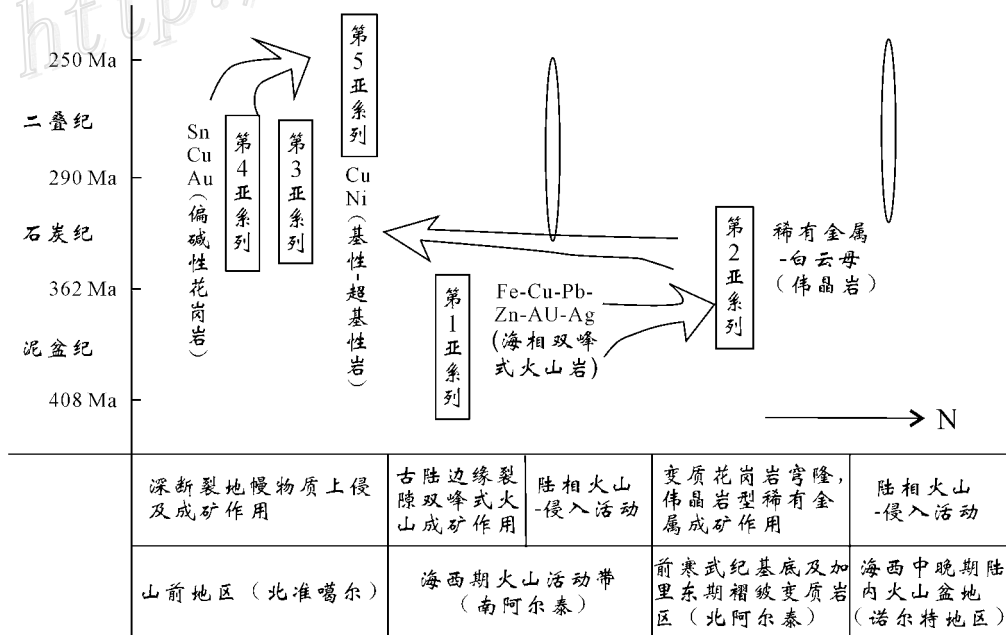 http:/
250 Ma
二叠纪
290 Ma
石炭纪
362 Ma
泥盆纪
408 Ma
Sn
Cu
Au
(偏碱性花岗岩)
第4亚系列
第3亚系列
第5亚系列
Cu
Ni
(基性-超基性岩)
第1亚系列
Fe-Cu-Pb-
Zn-AU-Ag
(海相双峰
式火山岩)
第2亚系列
稀有金属
-白云母
(伟晶岩)
N
深断裂地幔物质上侵
及成矿作用
古陆边缘裂
隙双峰式火
山成矿作用
陆相火山
-侵入活动
变质花岗岩穹隆,
伟晶岩型稀有金
属成矿作用
陆相火山
-侵入活动
山前地区(北准噶尔)
海西期火山活动带
(南阿尔泰)
前寒武纪基底及加
里东期褶皱变质岩
区(北阿尔泰)
海西中晚期陆
内火山盆地
(诺尔特地区)